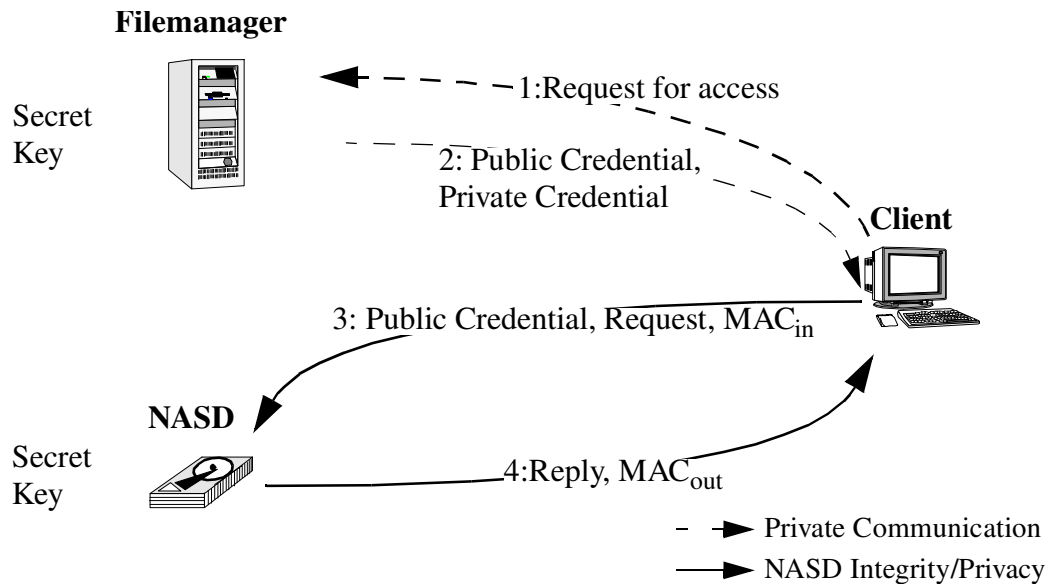 Filemanager
Secret
Key
1:Request for access
2: Public Credential,
Private Credential
Client
3: Public Credential, Request, MACin
NASD
Secret
Key
4:Reply, MACout
Private Communication
NASD Integrity/Privacy